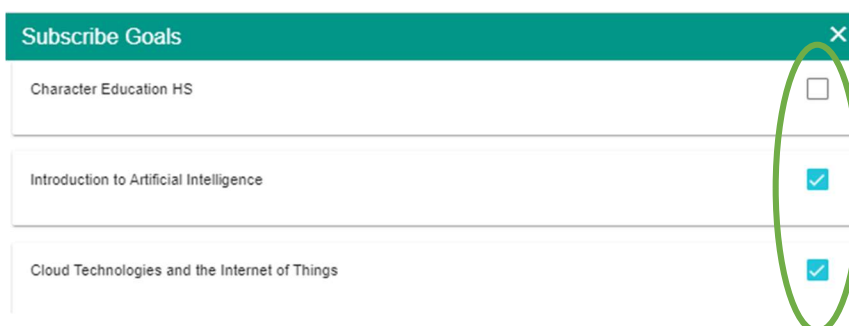 Subscribe Goals
Character Education HS
Introduction to Artificial Intelligence
Cloud Technologies and the Internet of Things